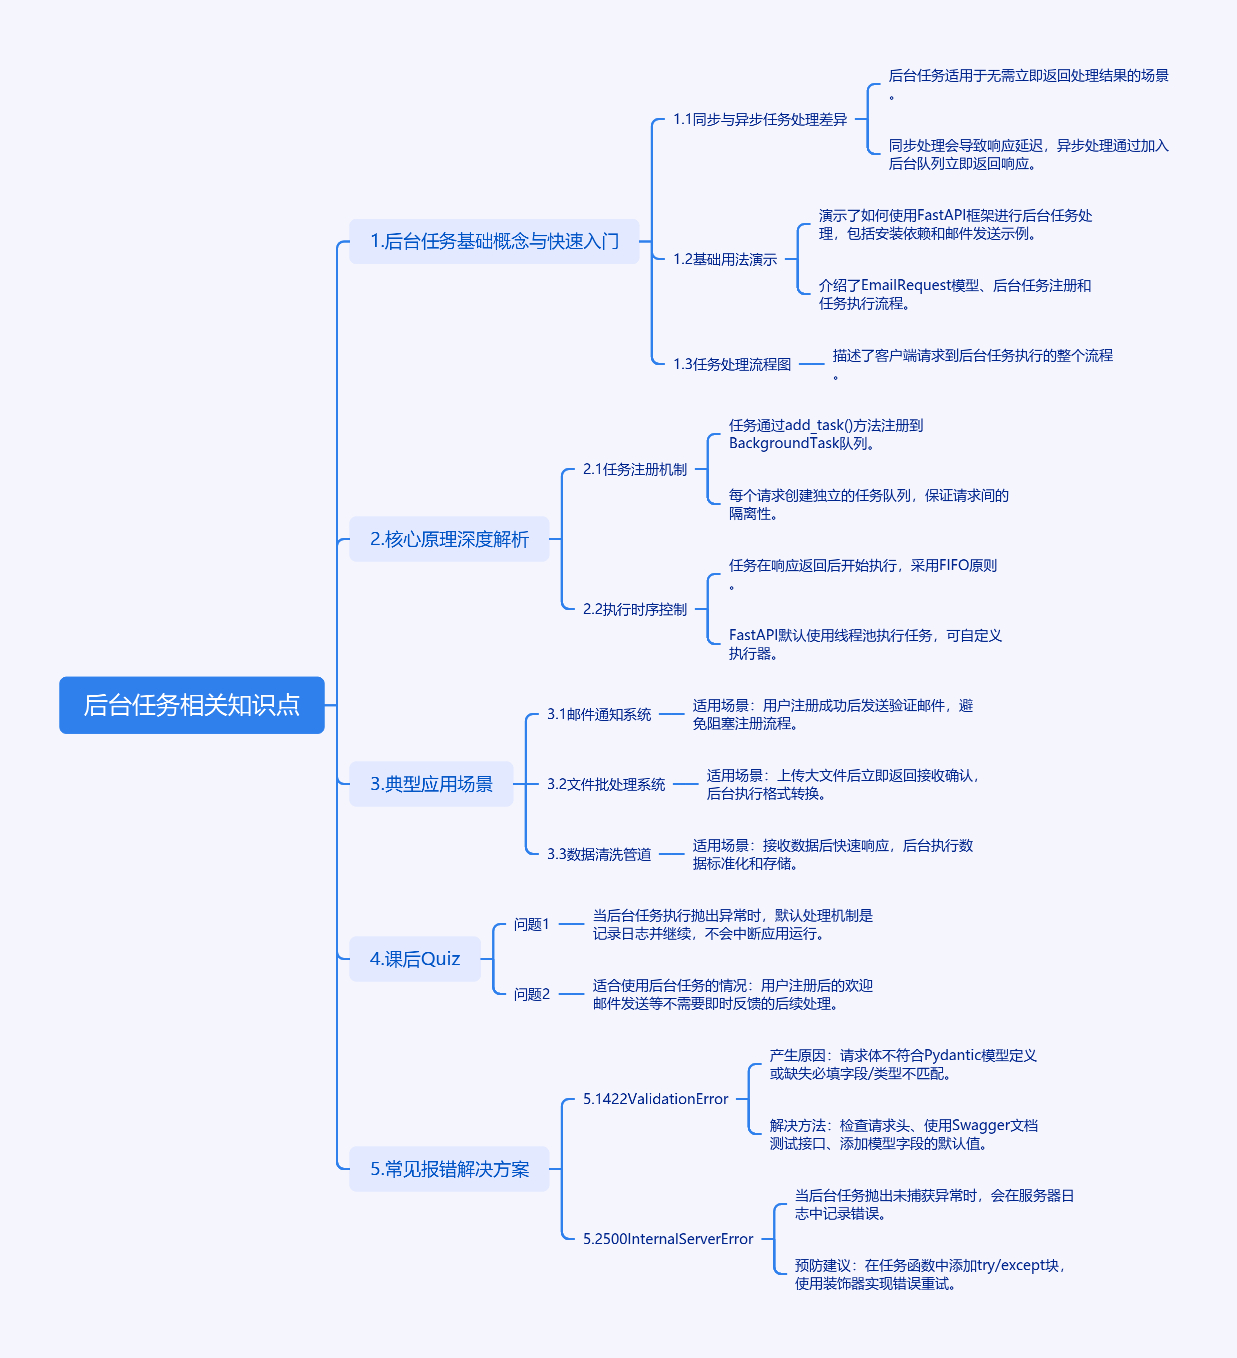 后台任务相关知识点
1.后台任务基础概念与快速入门
1.1同步与异步任务处理差异
后台任务适用于无需立即返回处理结果的场景
。
同步处理会导致响应延迟，异步处理通过加入
后台队列立即返回响应。
1.2基础用法演示
演示了如何使用FastAPI框架进行后台任务处
理，包括安装依赖和邮件发送示例。
介绍了EmailRequest模型、后台任务注册和
任务执行流程。
1.3任务处理流程图
描述了客户端请求到后台任务执行的整个流程
。
2.核心原理深度解析
2.1任务注册机制
任务通过add_task()方法注册到
BackgroundTask队列。
每个请求创建独立的任务队列，保证请求间的
隔离性。
2.2执行时序控制
任务在响应返回后开始执行，采用FIFO原则
。
FastAPI默认使用线程池执行任务，可自定义
执行器。
3.典型应用场景
3.1邮件通知系统
适用场景：用户注册成功后发送验证邮件，避
免阻塞注册流程。
3.2文件批处理系统
适用场景：上传大文件后立即返回接收确认，
后台执行格式转换。
3.3数据清洗管道
适用场景：接收数据后快速响应，后台执行数
据标准化和存储。
4.课后Quiz
问题1
当后台任务执行抛出异常时，默认处理机制是
记录日志并继续，不会中断应用运行。
问题2
适合使用后台任务的情况：用户注册后的欢迎
邮件发送等不需要即时反馈的后续处理。
5.常见报错解决方案
5.1422ValidationError
产生原因：请求体不符合Pydantic模型定义
或缺失必填字段/类型不匹配。
解决方法：检查请求头、使用Swagger文档
测试接口、添加模型字段的默认值。
5.2500InternalServerError
当后台任务抛出未捕获异常时，会在服务器日
志中记录错误。
预防建议：在任务函数中添加try/except块，
使用装饰器实现错误重试。